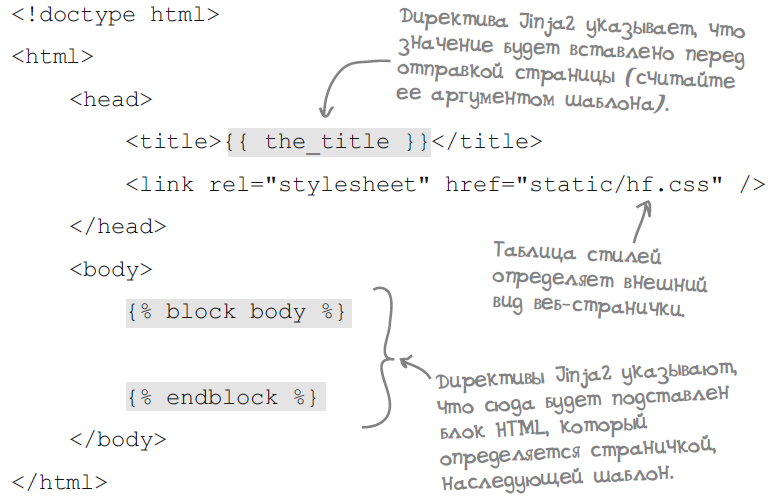 <!doctype html>
<html>
<head>
<title>{{ the_title }}</title>
<link rel="stylesheet" href="static/hf.css" />
</head>
<body>
{% block body %}
{% endblock %}
</body>
</html>
Директива Jinja2 указывает, что
значение будет вставлено перед
отправкой страницы (считайте
ее аргументом шаблона).
Таблица стилей
определяет внешний
вид веб-странички.
Директивы Jinja2 указывают,
что сюда будет подставлен
блок HTML, который
определяется страничкой,
наследующей шаблон.